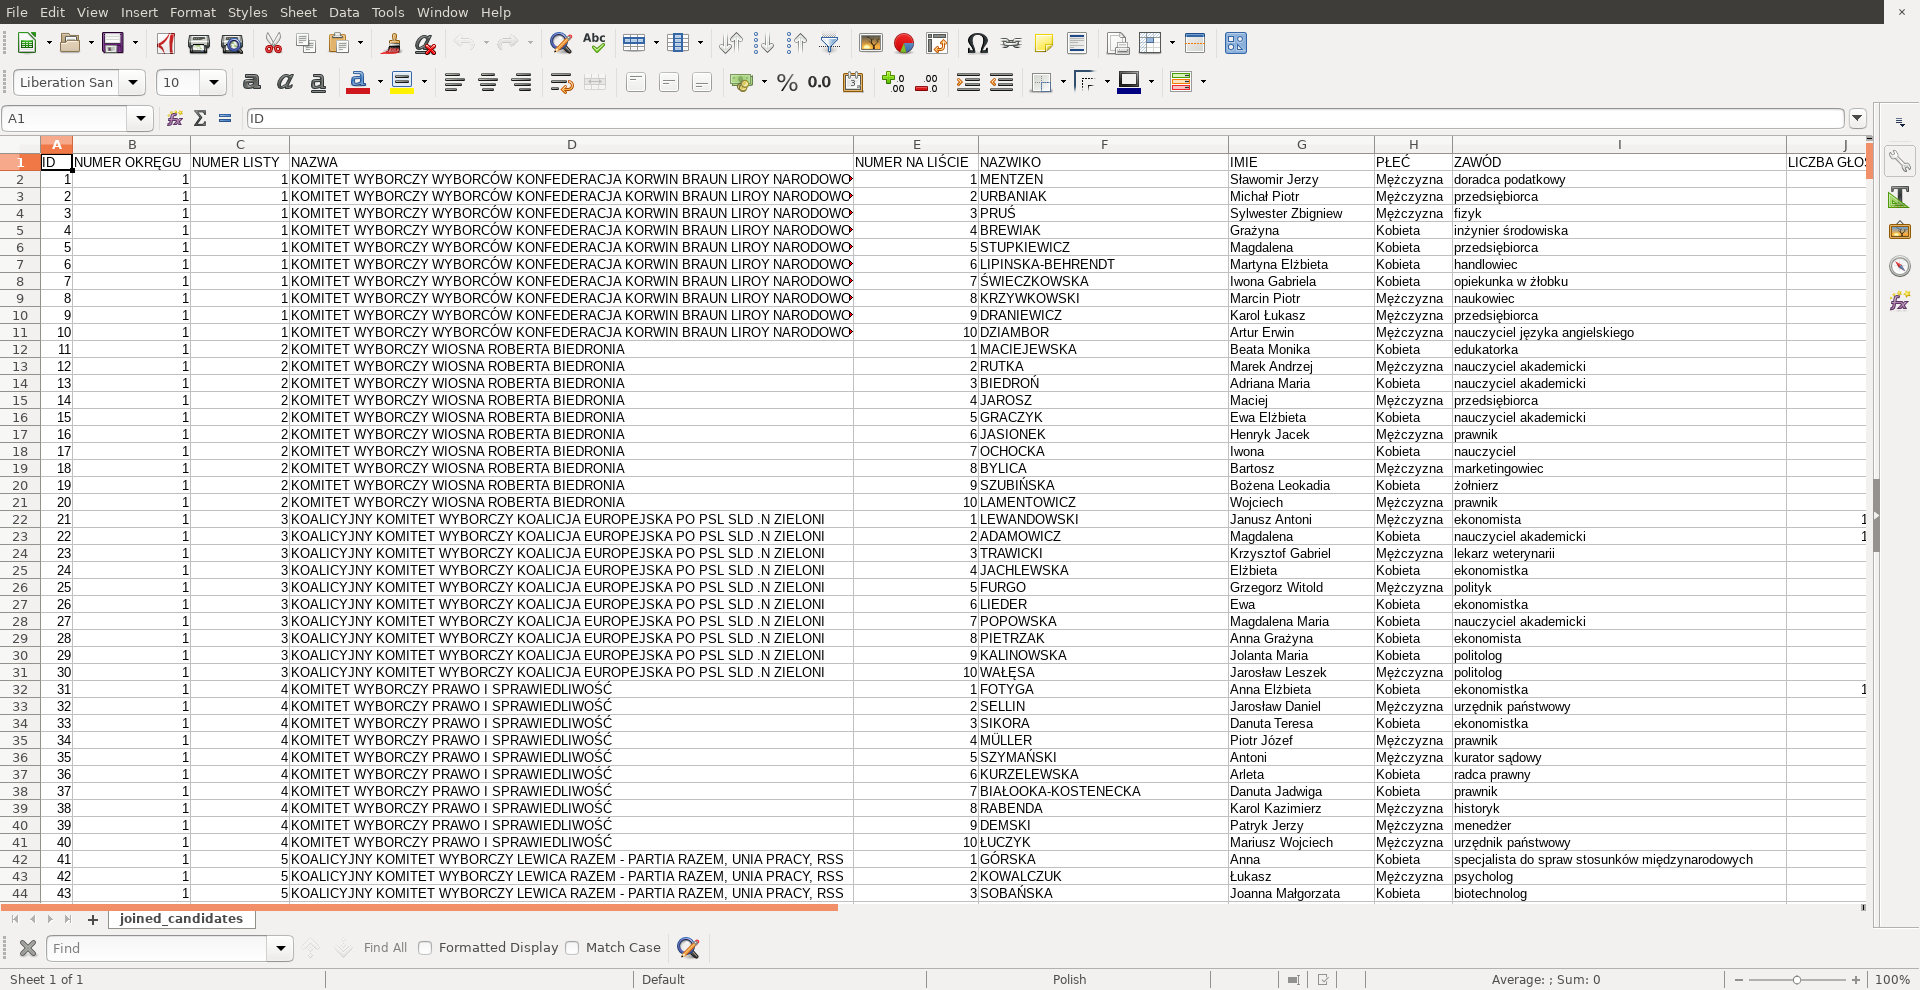 File Edit View Insert Format Styles Sheet Data Tools Window Help
Liberation San 10
A1 ID
A B C D E F G H I J
1 ID NUMER OKRĘGU NUMER LISTY NAZWA NUMER NA LIŚCIE NAZWIKO IMIE PŁEĆ ZAWÓD LICZBA GŁOS
2 1 1 1 KOMITET WYBORCZY WYBORCÓW KONFEDERACJA KORWIN BRAUN LIROY NARODOWO 1 MENTZEN Sławomir Jerzy Mężczyzna doradca podatkowy
3 2 1 1 KOMITET WYBORCZY WYBORCÓW KONFEDERACJA KORWIN BRAUN LIROY NARODOWO 2 URBANIAK Michał Piotr Mężczyzna przedsiębiorca
4 3 1 1 KOMITET WYBORCZY WYBORCÓW KONFEDERACJA KORWIN BRAUN LIROY NARODOWO 3 PRUŚ Sylwester Zbigniew Mężczyzna fizyk
5 4 1 1 KOMITET WYBORCZY WYBORCÓW KONFEDERACJA KORWIN BRAUN LIROY NARODOWO 4 BREWIAK Grażyna Kobieta inżynier środowiska
6 5 1 1 KOMITET WYBORCZY WYBORCÓW KONFEDERACJA KORWIN BRAUN LIROY NARODOWO 5 STUPKIEWICZ Magdalena Kobieta przedsiębiorca
7 6 1 1 KOMITET WYBORCZY WYBORCÓW KONFEDERACJA KORWIN BRAUN LIROY NARODOWO 6 LIPINSKA-BEHRENDT Martyna Elżbieta Kobieta handlowiec
8 7 1 1 KOMITET WYBORCZY WYBORCÓW KONFEDERACJA KORWIN BRAUN LIROY NARODOWO 7 ŚWIECZKOWSKA Iwona Gabriela Kobieta opiekunka w żłobku
9 8 1 1 KOMITET WYBORCZY WYBORCÓW KONFEDERACJA KORWIN BRAUN LIROY NARODOWO 8 KRZYWKOWSKI Marcin Piotr Mężczyzna naukowiec
10 9 1 1 KOMITET WYBORCZY WYBORCÓW KONFEDERACJA KORWIN BRAUN LIROY NARODOWO 9 DRANIEWICZ Karol Łukasz Mężczyzna przedsiębiorca
11 10 1 1 KOMITET WYBORCZY WYBORCÓW KONFEDERACJA KORWIN BRAUN LIROY NARODOWO 10 DZIAMBOR Artur Erwin Mężczyzna nauczyciel języka angielskiego
12 11 1 2 KOMITET WYBORCZY WIOSNA ROBERTA BIEDRONIA 1 MACIEJEWSKA Beata Monika Kobieta edukatorka
13 12 1 2 KOMITET WYBORCZY WIOSNA ROBERTA BIEDRONIA 2 RUTKA Marek Andrzej Mężczyzna nauczyciel akademicki
14 13 1 2 KOMITET WYBORCZY WIOSNA ROBERTA BIEDRONIA 3 BIEDROŃ Adriana Maria Kobieta nauczyciel akademicki
15 14 1 2 KOMITET WYBORCZY WIOSNA ROBERTA BIEDRONIA 4 JAROSZ Maciej Mężczyzna przedsiębiorca
16 15 1 2 KOMITET WYBORCZY WIOSNA ROBERTA BIEDRONIA 5 GRACZYK Ewa Elżbieta Kobieta nauczyciel akademicki
17 16 1 2 KOMITET WYBORCZY WIOSNA ROBERTA BIEDRONIA 6 JASIONEK Henryk Jacek Mężczyzna prawnik
18 17 1 2 KOMITET WYBORCZY WIOSNA ROBERTA BIEDRONIA 7 OCHOCKA Iwona Kobieta nauczyciel
19 18 1 2 KOMITET WYBORCZY WIOSNA ROBERTA BIEDRONIA 8 BYLICA Bartosz Mężczyzna marketingowiec
20 19 1 2 KOMITET WYBORCZY WIOSNA ROBERTA BIEDRONIA 9 SZUBIŃSKA Bożena Leokadia Kobieta żołnierz
21 20 1 2 KOMITET WYBORCZY WIOSNA ROBERTA BIEDRONIA 10 LAMENTOWICZ Wojciech Mężczyzna prawnik
22 21 1 3 KOALICYJNY KOMITET WYBORCZY KOALICJA EUROPEJSKA PO PSL SLD .N ZIELONI 1 LEWANDOWSKI Janusz Antoni Mężczyzna ekonomista 1
23 22 1 3 KOALICYJNY KOMITET WYBORCZY KOALICJA EUROPEJSKA PO PSL SLD .N ZIELONI 2 ADAMOWICZ Magdalena Kobieta nauczyciel akademicki 1
24 23 1 3 KOALICYJNY KOMITET WYBORCZY KOALICJA EUROPEJSKA PO PSL SLD .N ZIELONI 3 TRAWICKI Krzysztof Gabriel Mężczyzna lekarz weterynarii
25 24 1 3 KOALICYJNY KOMITET WYBORCZY KOALICJA EUROPEJSKA PO PSL SLD .N ZIELONI 4 JACHLEWSKA Elżbieta Kobieta ekonomistka
26 25 1 3 KOALICYJNY KOMITET WYBORCZY KOALICJA EUROPEJSKA PO PSL SLD .N ZIELONI 5 FURGO Grzegorz Witold Mężczyzna polityk
27 26 1 3 KOALICYJNY KOMITET WYBORCZY KOALICJA EUROPEJSKA PO PSL SLD .N ZIELONI 6 LIEDER Ewa Kobieta ekonomistka
28 27 1 3 KOALICYJNY KOMITET WYBORCZY KOALICJA EUROPEJSKA PO PSL SLD .N ZIELONI 7 POPOWSKA Magdalena Maria Kobieta nauczyciel akademicki
29 28 1 3 KOALICYJNY KOMITET WYBORCZY KOALICJA EUROPEJSKA PO PSL SLD .N ZIELONI 8 PIETRZAK Anna Grażyna Kobieta ekonomista
30 29 1 3 KOALICYJNY KOMITET WYBORCZY KOALICJA EUROPEJSKA PO PSL SLD .N ZIELONI 9 KALINOWSKA Jolanta Maria Kobieta politolog
31 30 1 3 KOALICYJNY KOMITET WYBORCZY KOALICJA EUROPEJSKA PO PSL SLD .N ZIELONI 10 WAŁĘSA Jarosław Leszek Mężczyzna politolog
32 31 1 4 KOMITET WYBORCZY PRAWO I SPRAWIEDLIWOŚĆ 1 FOTYGA Anna Elżbieta Kobieta ekonomistka 1
33 32 1 4 KOMITET WYBORCZY PRAWO I SPRAWIEDLIWOŚĆ 2 SELLIN Jarosław Daniel Mężczyzna urzędnik państwowy
34 33 1 4 KOMITET WYBORCZY PRAWO I SPRAWIEDLIWOŚĆ 3 SIKORA Danuta Teresa Kobieta ekonomistka
35 34 1 4 KOMITET WYBORCZY PRAWO I SPRAWIEDLIWOŚĆ 4 MÜLLER Piotr Józef Mężczyzna prawnik
36 35 1 4 KOMITET WYBORCZY PRAWO I SPRAWIEDLIWOŚĆ 5 SZYMAŃSKI Antoni Mężczyzna kurator sądowy
37 36 1 4 KOMITET WYBORCZY PRAWO I SPRAWIEDLIWOŚĆ 6 KURZELEWSKA Arleta Kobieta radca prawny
38 37 1 4 KOMITET WYBORCZY PRAWO I SPRAWIEDLIWOŚĆ 7 BIAŁOOKA-KOSTENECKA Danuta Jadwiga Kobieta prawnik
39 38 1 4 KOMITET WYBORCZY PRAWO I SPRAWIEDLIWOŚĆ 8 RABENDA Karol Kazimierz Mężczyzna historyk
40 39 1 4 KOMITET WYBORCZY PRAWO I SPRAWIEDLIWOŚĆ 9 DEMSKI Patryk Jerzy Mężczyzna menedżer
41 40 1 4 KOMITET WYBORCZY PRAWO I SPRAWIEDLIWOŚĆ 10 ŁUCZYK Mariusz Wojciech Mężczyzna urzędnik państwowy
42 41 1 5 KOALICYJNY KOMITET WYBORCZY LEWICA RAZEM - PARTIA RAZEM, UNIA PRACY, RSS 1 GÓRSKA Anna Kobieta specjalista do spraw stosunków międzynarodowych
43 42 1 5 KOALICYJNY KOMITET WYBORCZY LEWICA RAZEM - PARTIA RAZEM, UNIA PRACY, RSS 2 KOWALCZUK Łukasz Mężczyzna psycholog
44 43 1 5 KOALICYJNY KOMITET WYBORCZY LEWICA RAZEM - PARTIA RAZEM, UNIA PRACY, RSS 3 SOBAŃSKA Joanna Małgorzata Kobieta biotechnolog
joined_candidates
Find Find All Formatted Display Match Case
Sheet 1 of 1 Default Polish Average: ; Sum: 0 100%